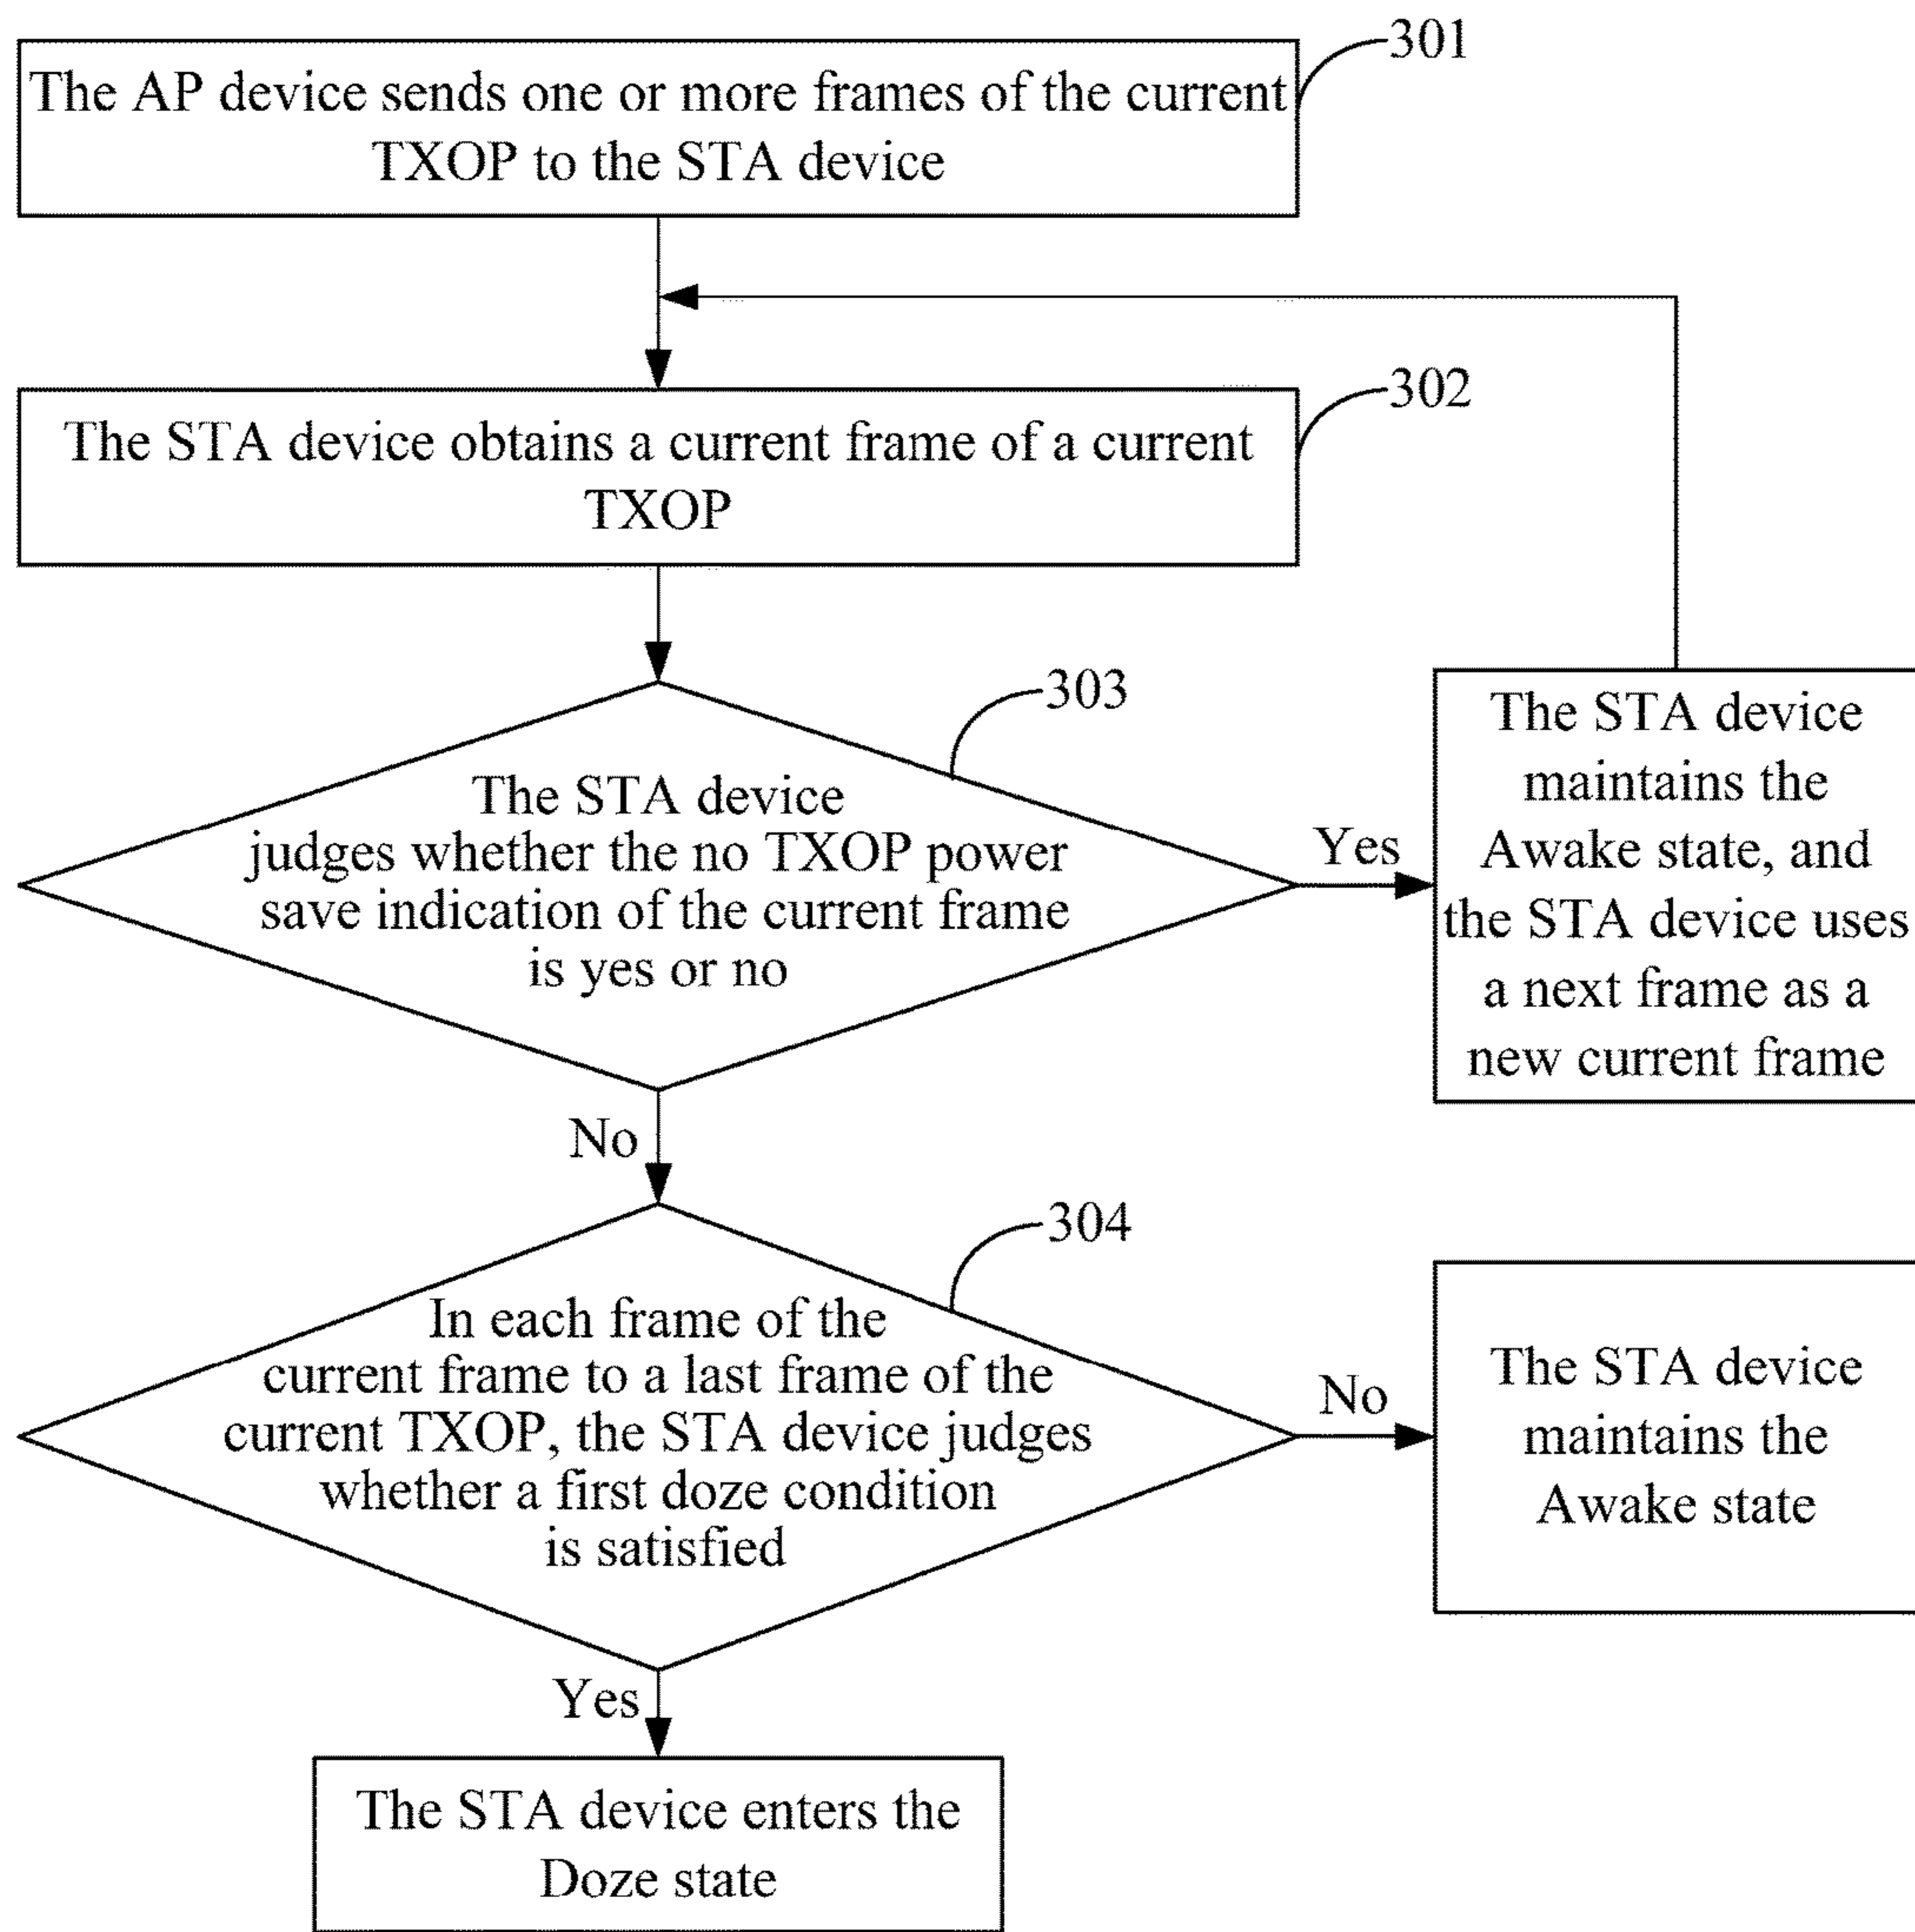 301
The AP device sends one or more frames of the current
TXOP to the STA device
302
The STA device obtains a current frame of a current
TXOP
303
The STA device
judges whether the no TXOP power
save indication of the current frame
is yes or no
Yes
The STA device
maintains the
Awake state, and
the STA device uses
a next frame as a
new current frame
No
304
In each frame of the
current frame to a last frame of the
current TXOP, the STA device judges
whether a first doze condition
is satisfied
No
The STA device
maintains the
Awake state
Yes
The STA device enters the
Doze state